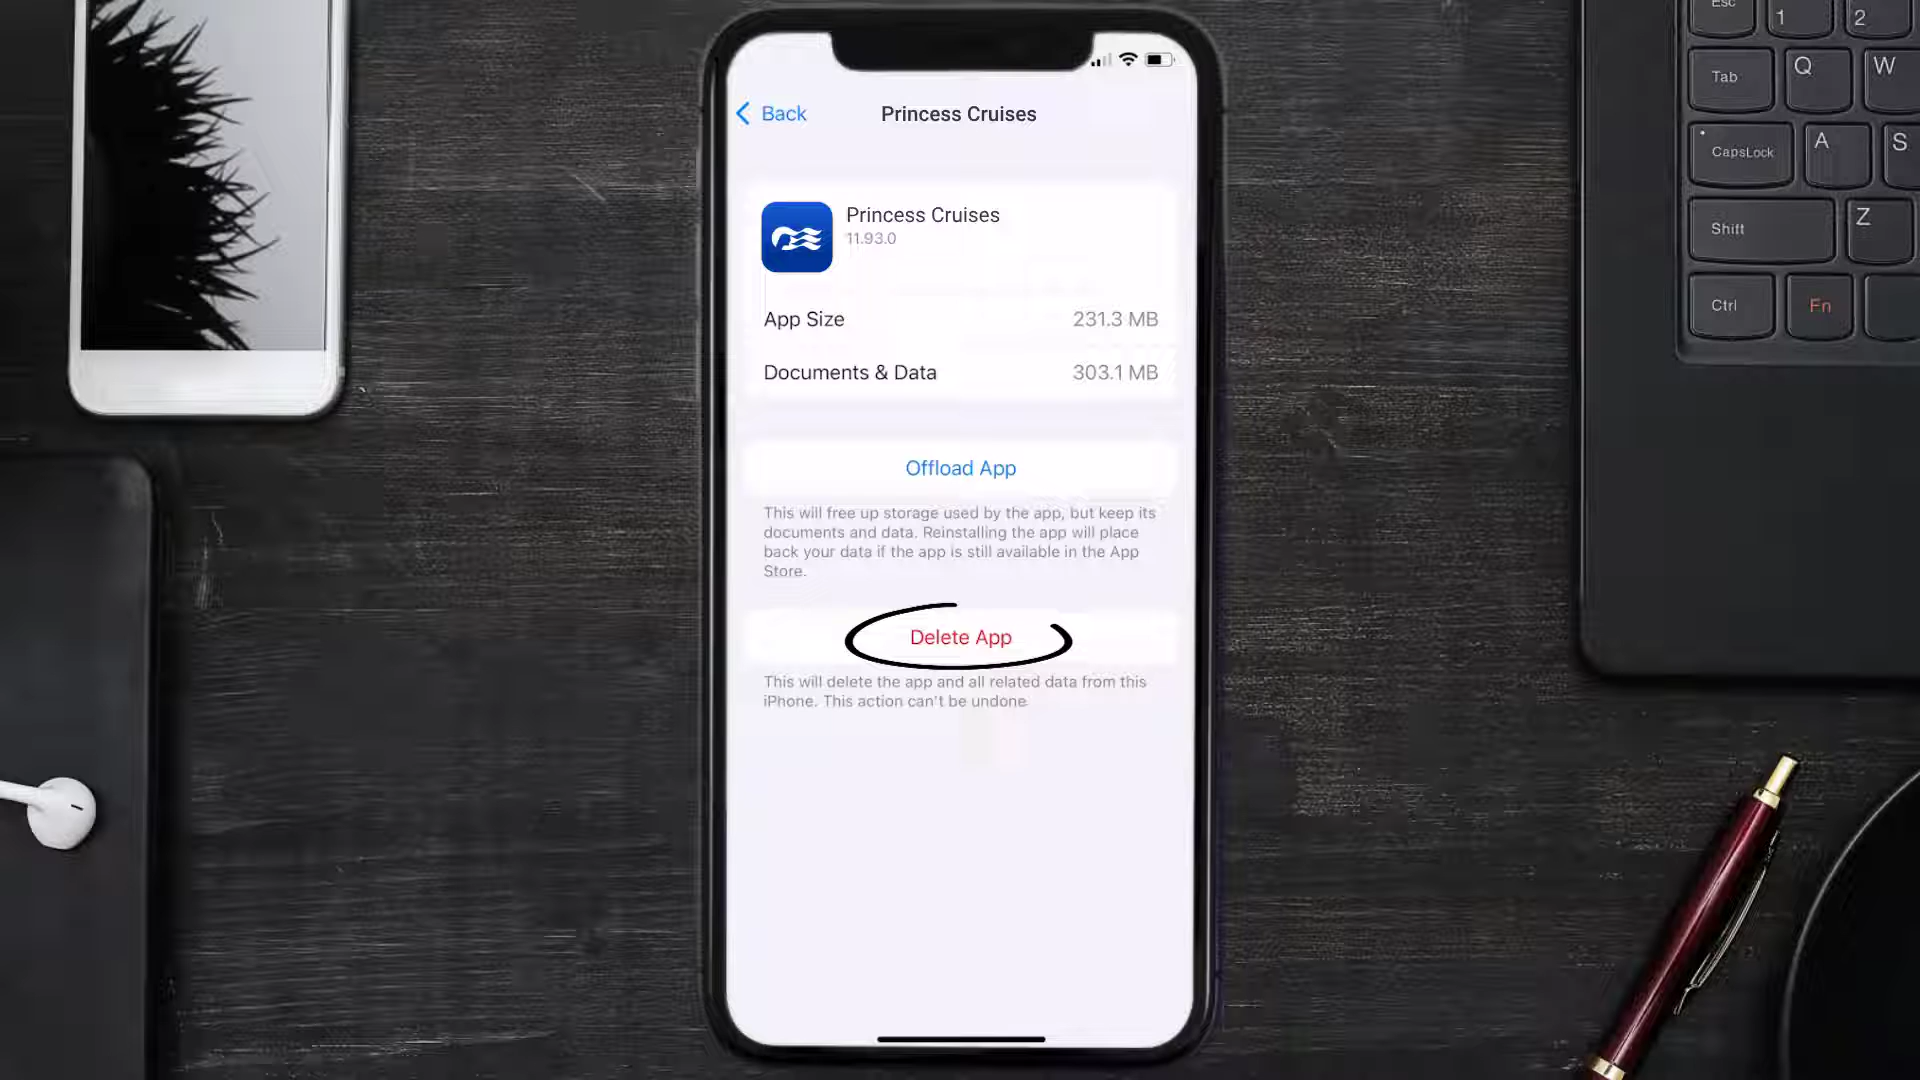 Back
Princess Cruises
Princess Cruises
11.93.0
App Size
231.3 MB
Documents & Data
303.1 MB
Offload App
This will free up storage used by the app, but keep its
documents and data. Reinstalling the app will place
back your data if the app is still available in the App
Store.
Delete App
This will delete the app and all related data from this
iPhone. This action can't be undone
Esc
1
2
Tab
Q
W
CapsLock
A
S
Shift
Z
Ctrl
Fn